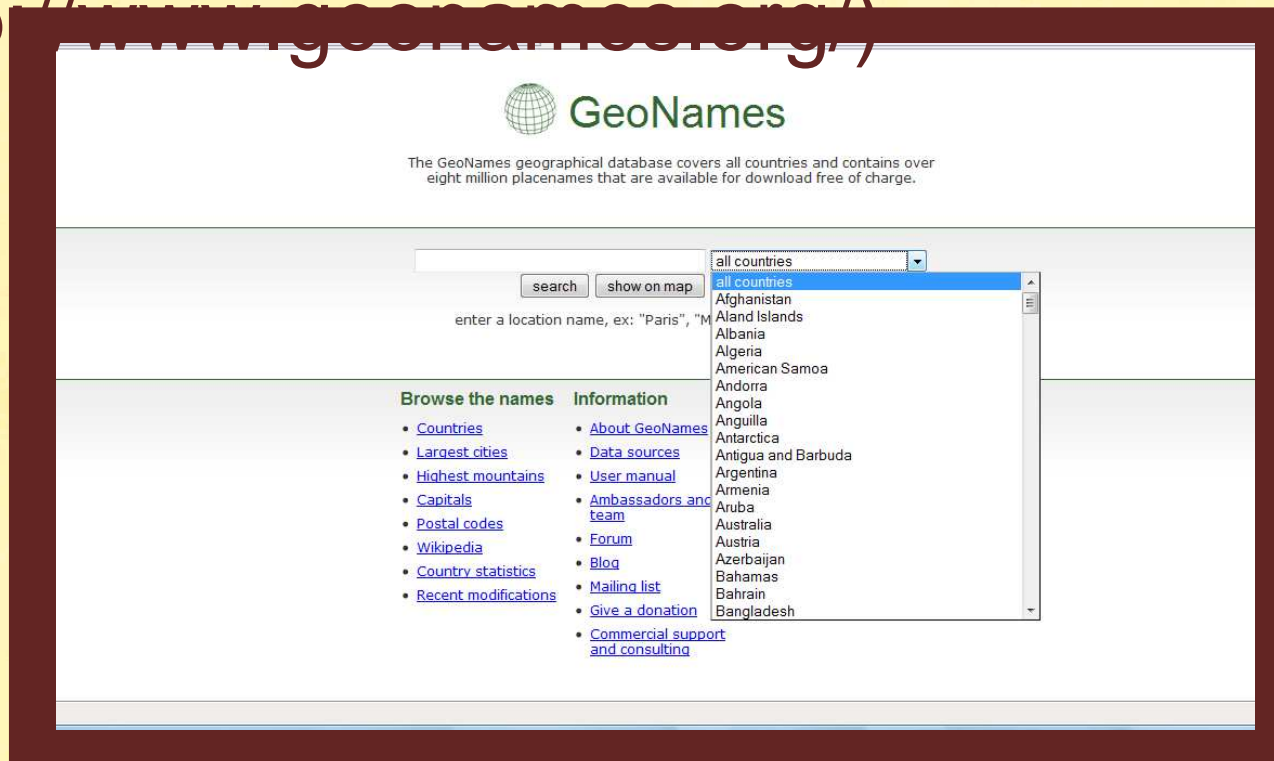 //www.geonames.org/)
GeoNames
The GeoNames geographical database covers all countries and contains over
eight million placenames that are available for download free of charge.
all countries
search
show on map
enter a location name, ex: "Paris",
all countries
Afghanistan
Aland Islands
Albania
Algeria
American Samoa
Andorra
Angola
Anguilla
Antarctica
Antigua and Barbuda
Argentina
Armenia
Aruba
Australia
Austria
Azerbaijan
Bahamas
Bahrain
Bangladesh
Browse the names
• Countries
• Largest cities
• Highest mountains
• Capitals
• Postal codes
• Wikipedia
• Country statistics
• Recent modifications
Information
• About GeoNames
• Data sources
• User manual
• Ambassadors and
team
• Forum
• Blog
• Mailing list
• Give a donation
• Commercial support
and consulting